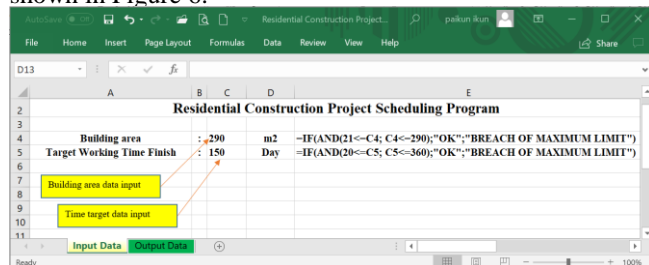 shown in Figure 6.
AutoSave Off Residential Construction Project... paikun ikun
File Home Insert Page Layout Formulas Data Review View Help Share
D13 fx
A B C D E
2 Residential Construction Project Scheduling Program
3
4 Building area : 290 m2 =IF(AND(21<=C4; C4<=290);"OK";"BREACH OF MAXIMUM LIMIT")
5 Target Working Time Finish : 150 Day =IF(AND(20<=C5; C5<=360);"OK";"BREACH OF MAXIMUM LIMIT")
6
7
Building area data input
8
9
Time target data input
10
11
Input Data Output Data
Ready 100%